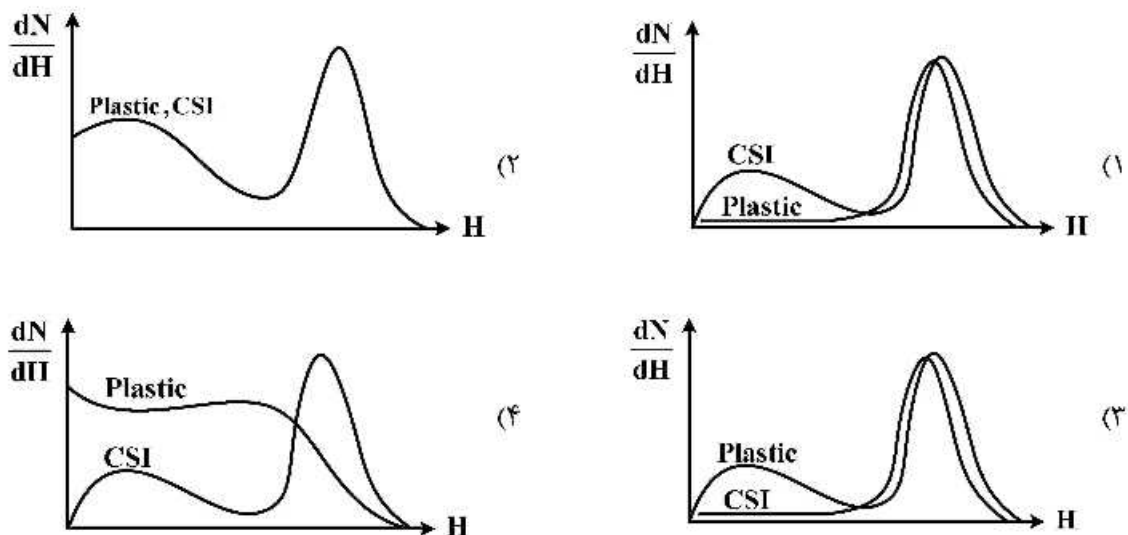 dN
dH
CSI
Plastic
H
۱)
dN
dH
Plastic,CSI
H
۲)
dN
dH
Plastic
CSI
H
۳)
dN
dH
Plastic
CSI
H
۴)